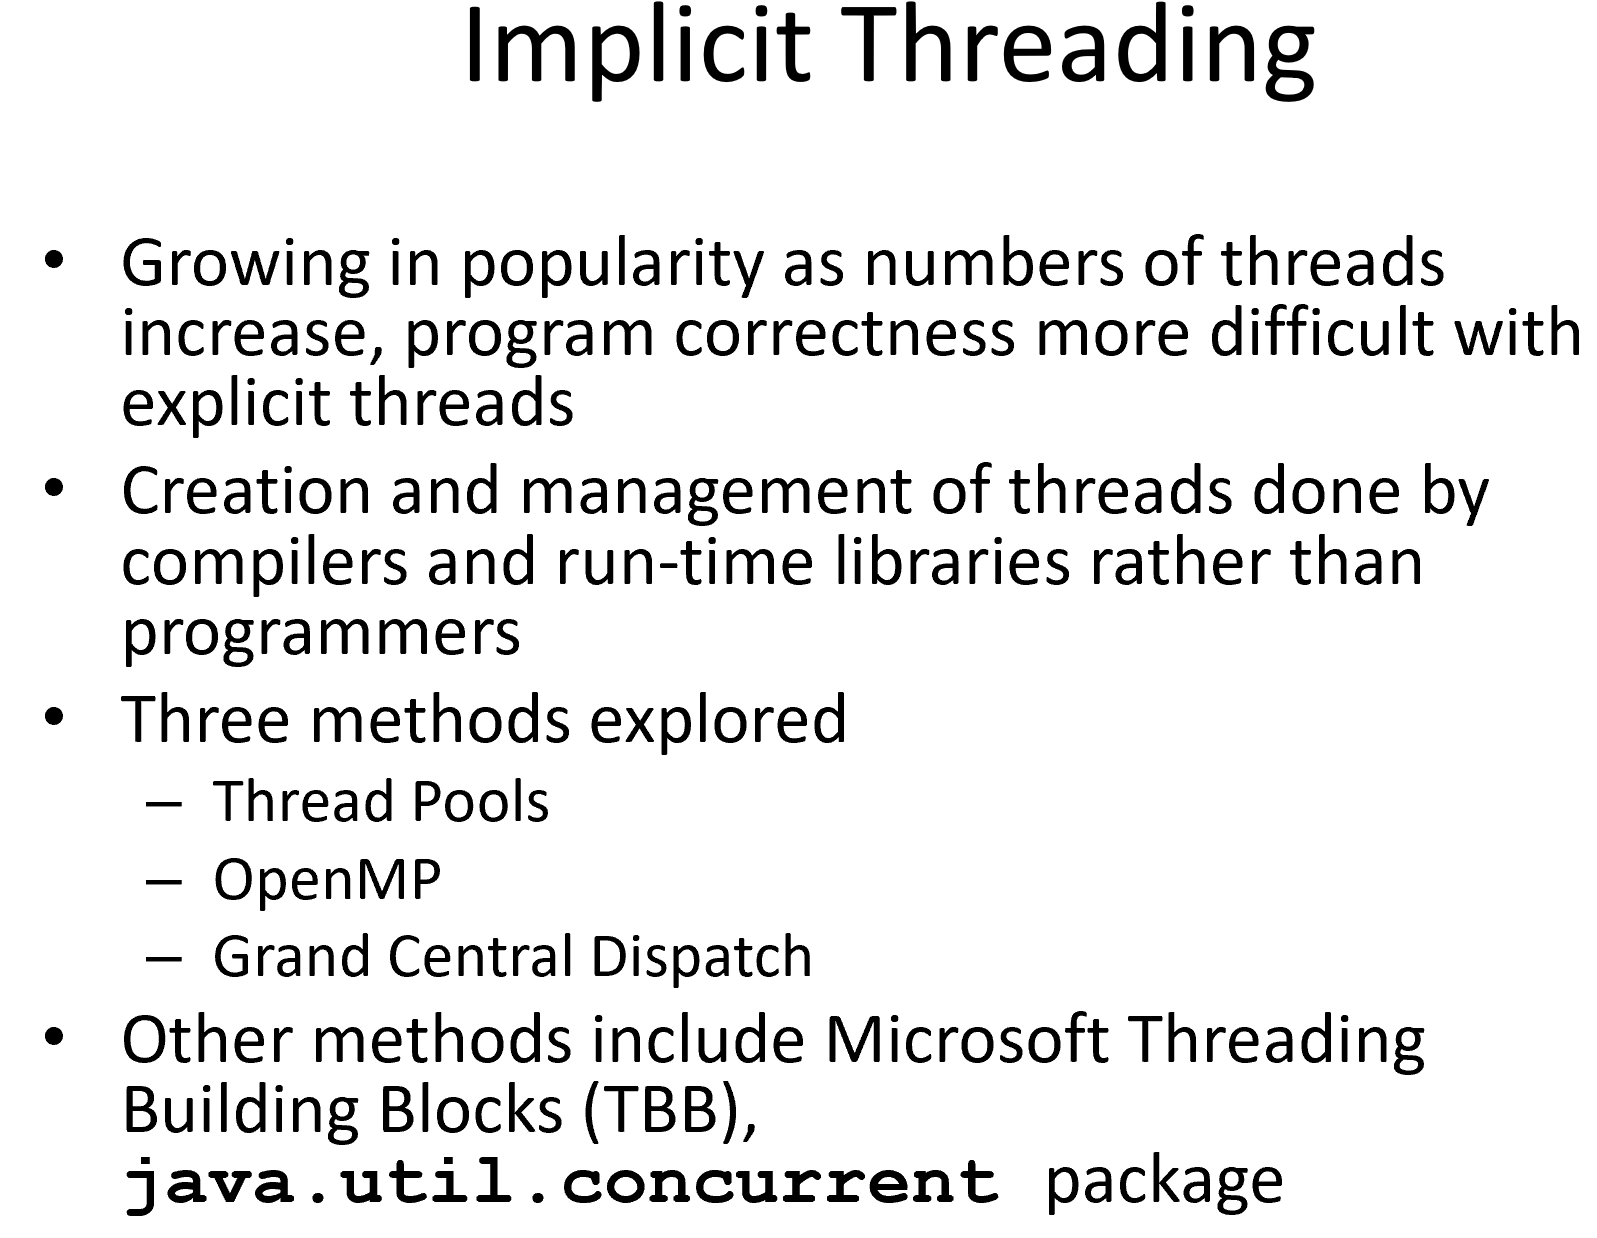 Implicit Threading
• Growing in popularity as numbers of threads
increase, program correctness more difficult with
explicit threads
• Creation and management of threads done by
compilers and run-time libraries rather than
programmers
• Three methods explored
– Thread Pools
– OpenMP
– Grand Central Dispatch
• Other methods include Microsoft Threading
Building Blocks (TBB),
java.util.concurrent package